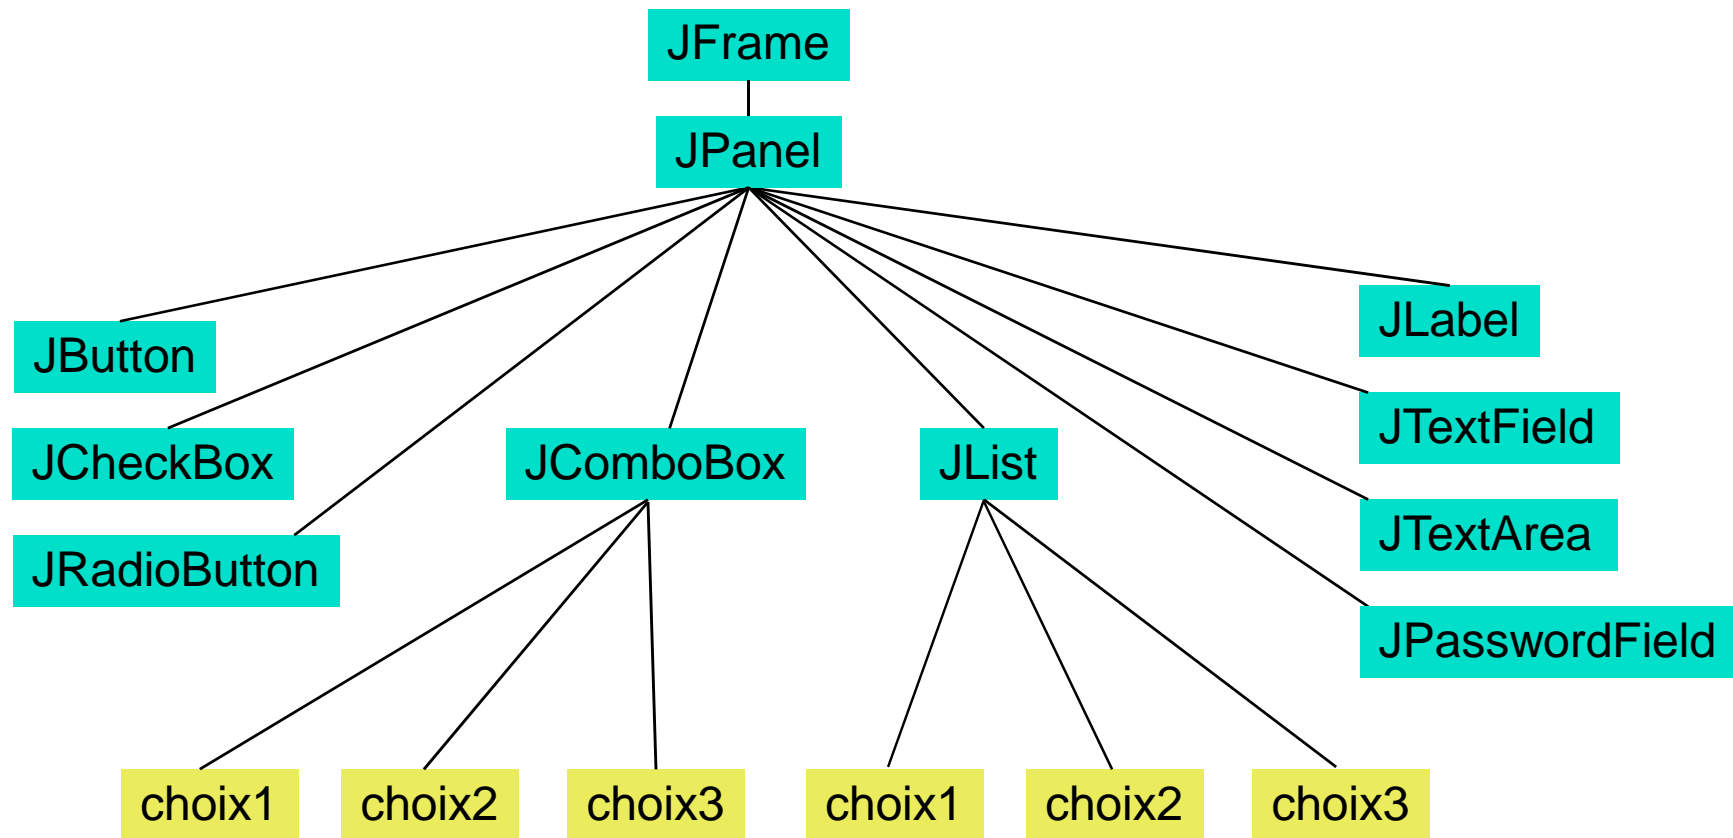 JFrame
JPanel
JLabel
JButton
JTextField
JCheckBox
JComboBox
JList
JTextArea
JRadioButton
JPasswordField
choix1
choix2
choix3
choix1
choix2
choix3